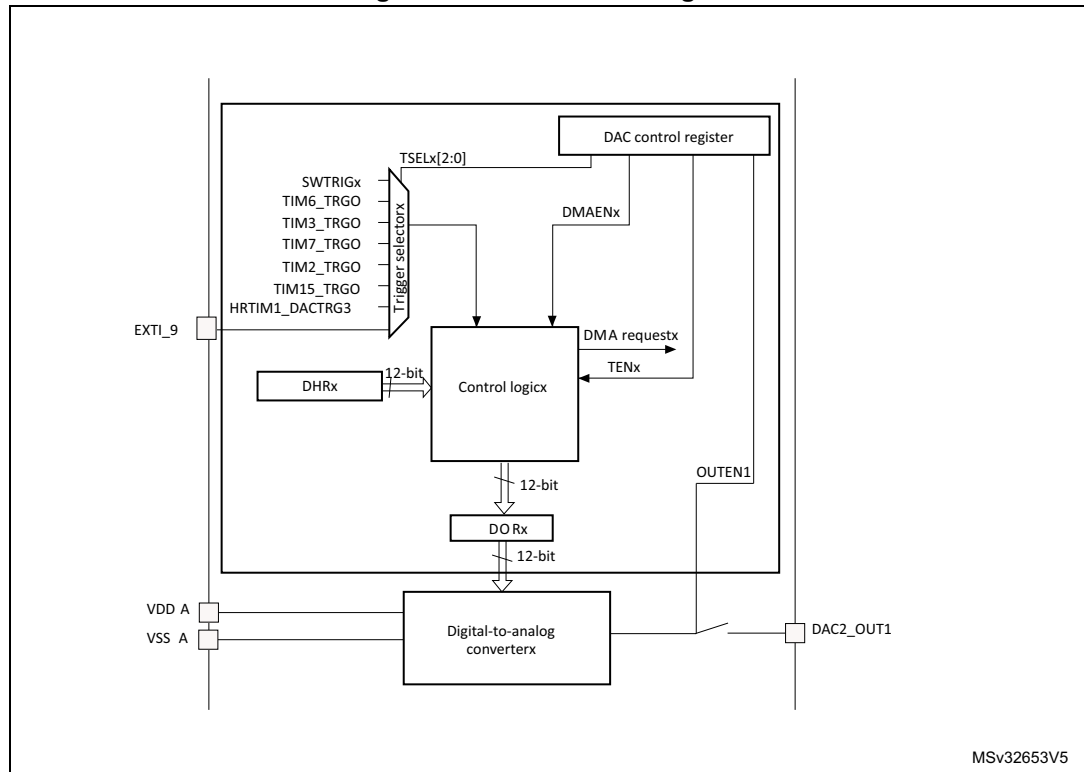 DAC control register
TSELx[2:0]
SWTRIGx
TIM6_TRGO
TIM3_TRGO
TIM7_TRGO
TIM2_TRGO
TIM15_TRGO
HRTIM1_DACTRG3
Trigger selectorx
DMAENx
EXTI_9
DMA requestx
TENx
DHRx
12-bit
Control logicx
OUTEN1
12-bit
DORx
12-bit
VDD A
VSS A
Digital-to-analog
converterx
DAC2_OUT1
MSv32653V5